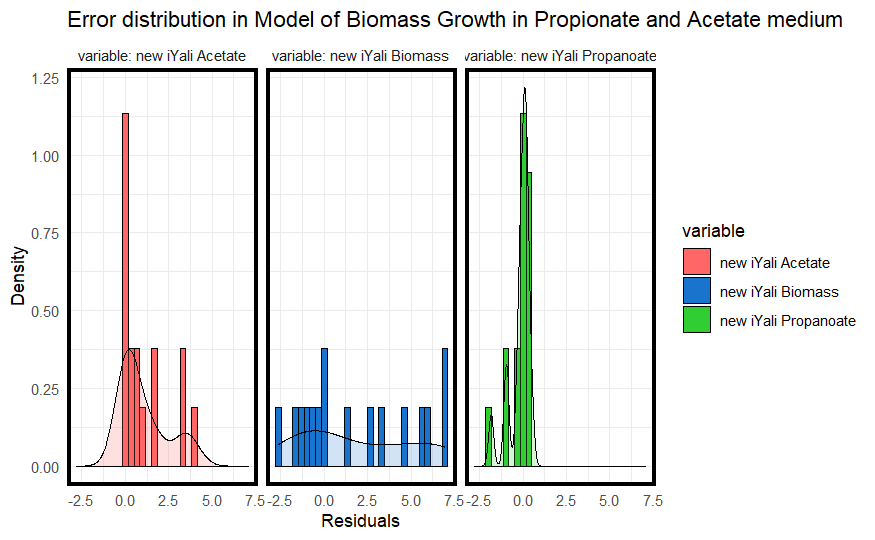 Error distribution in Model of Biomass Growth in Propionate and Acetate medium
variable: new iYali Acetate
variable: new iYali Biomass
variable: new iYali Propanoate
1.25
1.00
0.75
0.50
0.25
0.00
Density
-2.5 0.0 2.5 5.0 7.5
-2.5 0.0 2.5 5.0 7.5
-2.5 0.0 2.5 5.0 7.5
Residuals
variable
new iYali Acetate
new iYali Biomass
new iYali Propanoate